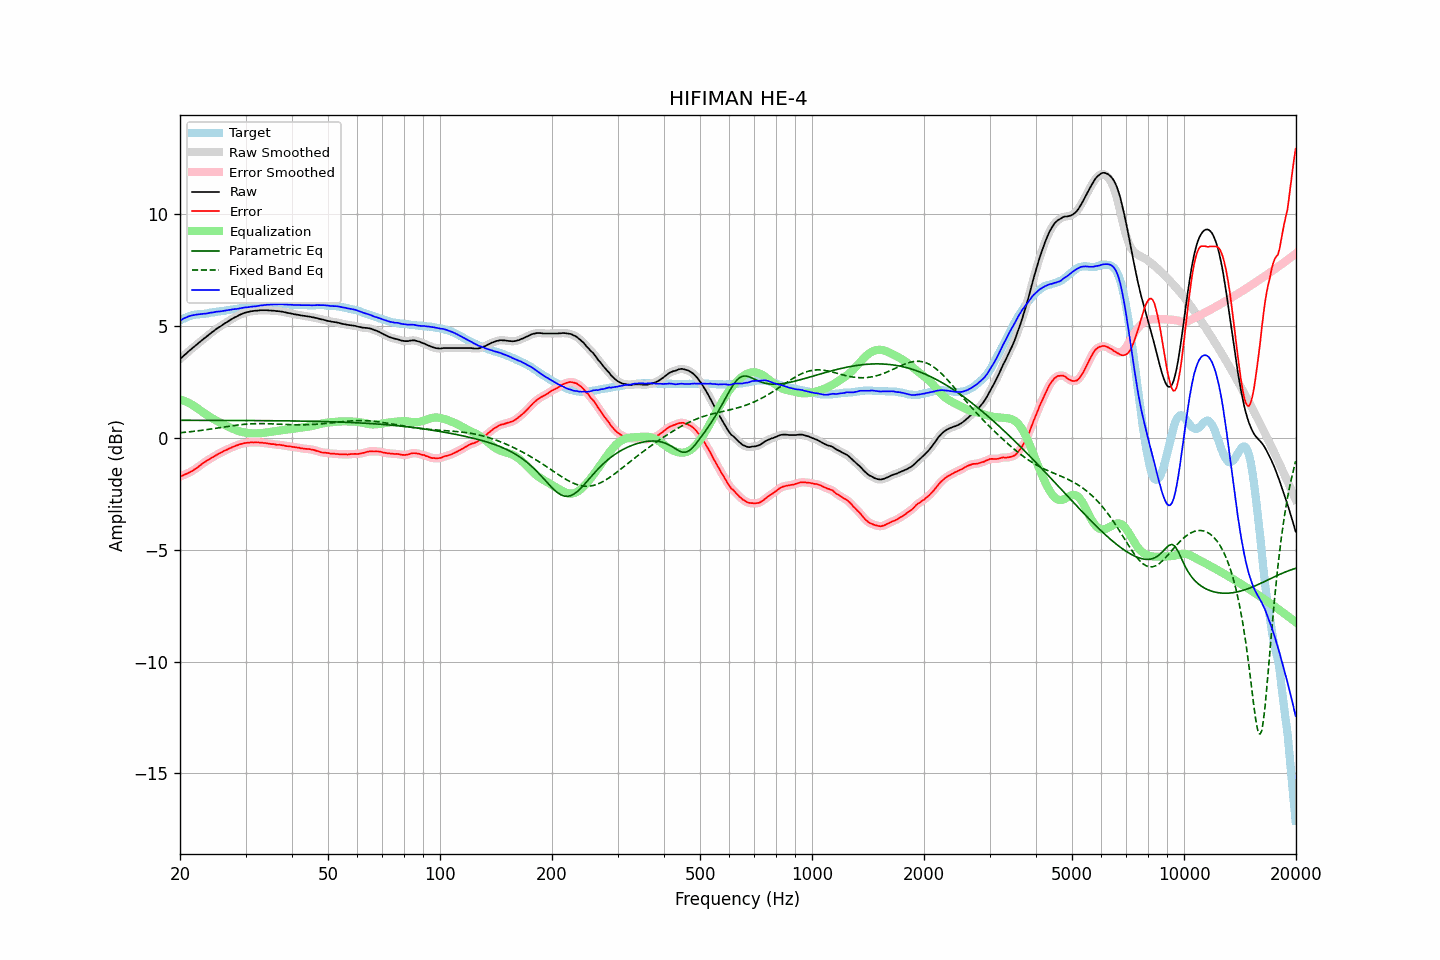 HIFIMAN HE-4
Target
Raw Smoothed
Error Smoothed
Raw
Error
Equalization
Parametric Eq
Fixed Band Eq
Equalized
10
5
0
−5
−10
−15
Amplitude (dBr)
20
50
100
200
500
1000
2000
5000
10000
20000
Frequency (Hz)